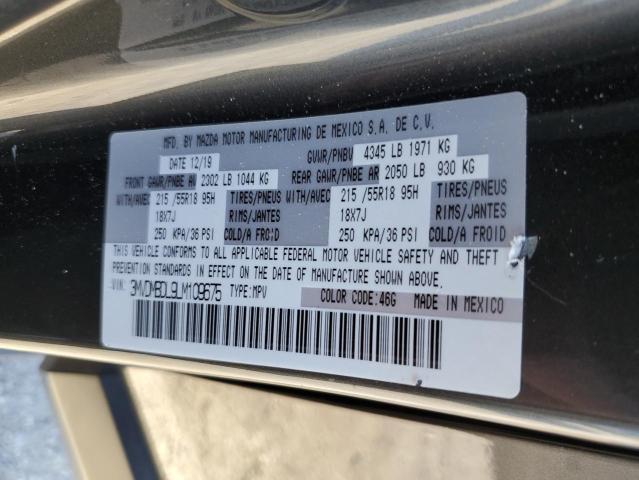 MFD. BY MAZDA MOTOR MANUFACTURING DE MEXICO S.A. DE C.V.
DATE 12/19 GVWR/PNBV 4345 LB 1971 KG
FRONT GAWR/PNBE AV 2302 LB 1044 KG REAR GAWR/PNBE AR 2050 LB 930 KG
WITH/AVEC 215 /55R18 95H TIRES/PNEUS WITH/AVEC 215 /55R18 95H TIRES/PNEUS
18X7J RIMS/JANTES 18X7J RIMS/JANTES
250 KPA/36 PSI COLD/A FROID 250 KPA/36 PSI COLD/A FROID
THIS VEHICLE CONFORMS TO ALL APPLICABLE FEDERAL MOTOR VEHICLE SAFETY AND THEFT
PREVENTION STANDARDS IN EFFECT ON THE DATE OF MANUFACTURE SHOWN ABOVE.
VIN: 3MVDMBDL9LM109675 TYPE:MPV COLOR CODE:46G MADE IN MEXICO